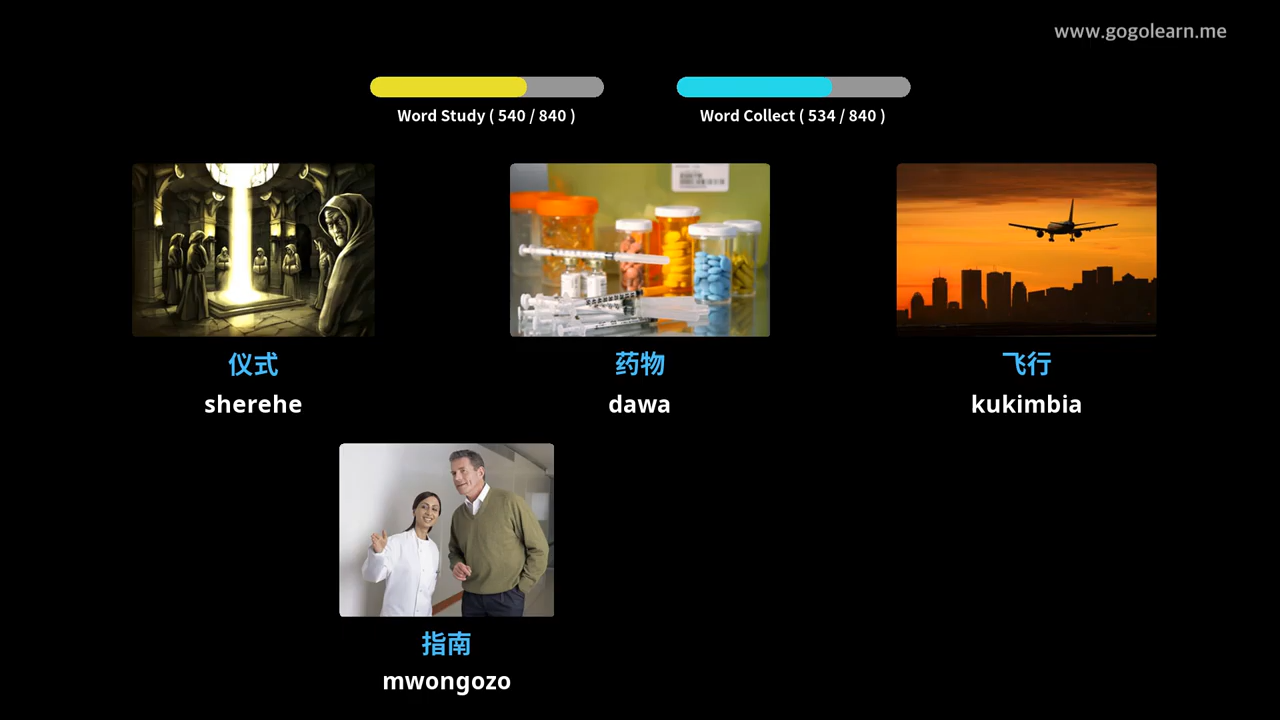 www.gogolearn.me
Word Study ( 540 / 840 )
Word Collect ( 534 / 840 )
仪式
sherehe
药物
dawa
飞行
kukimbia
指南
mwongozo